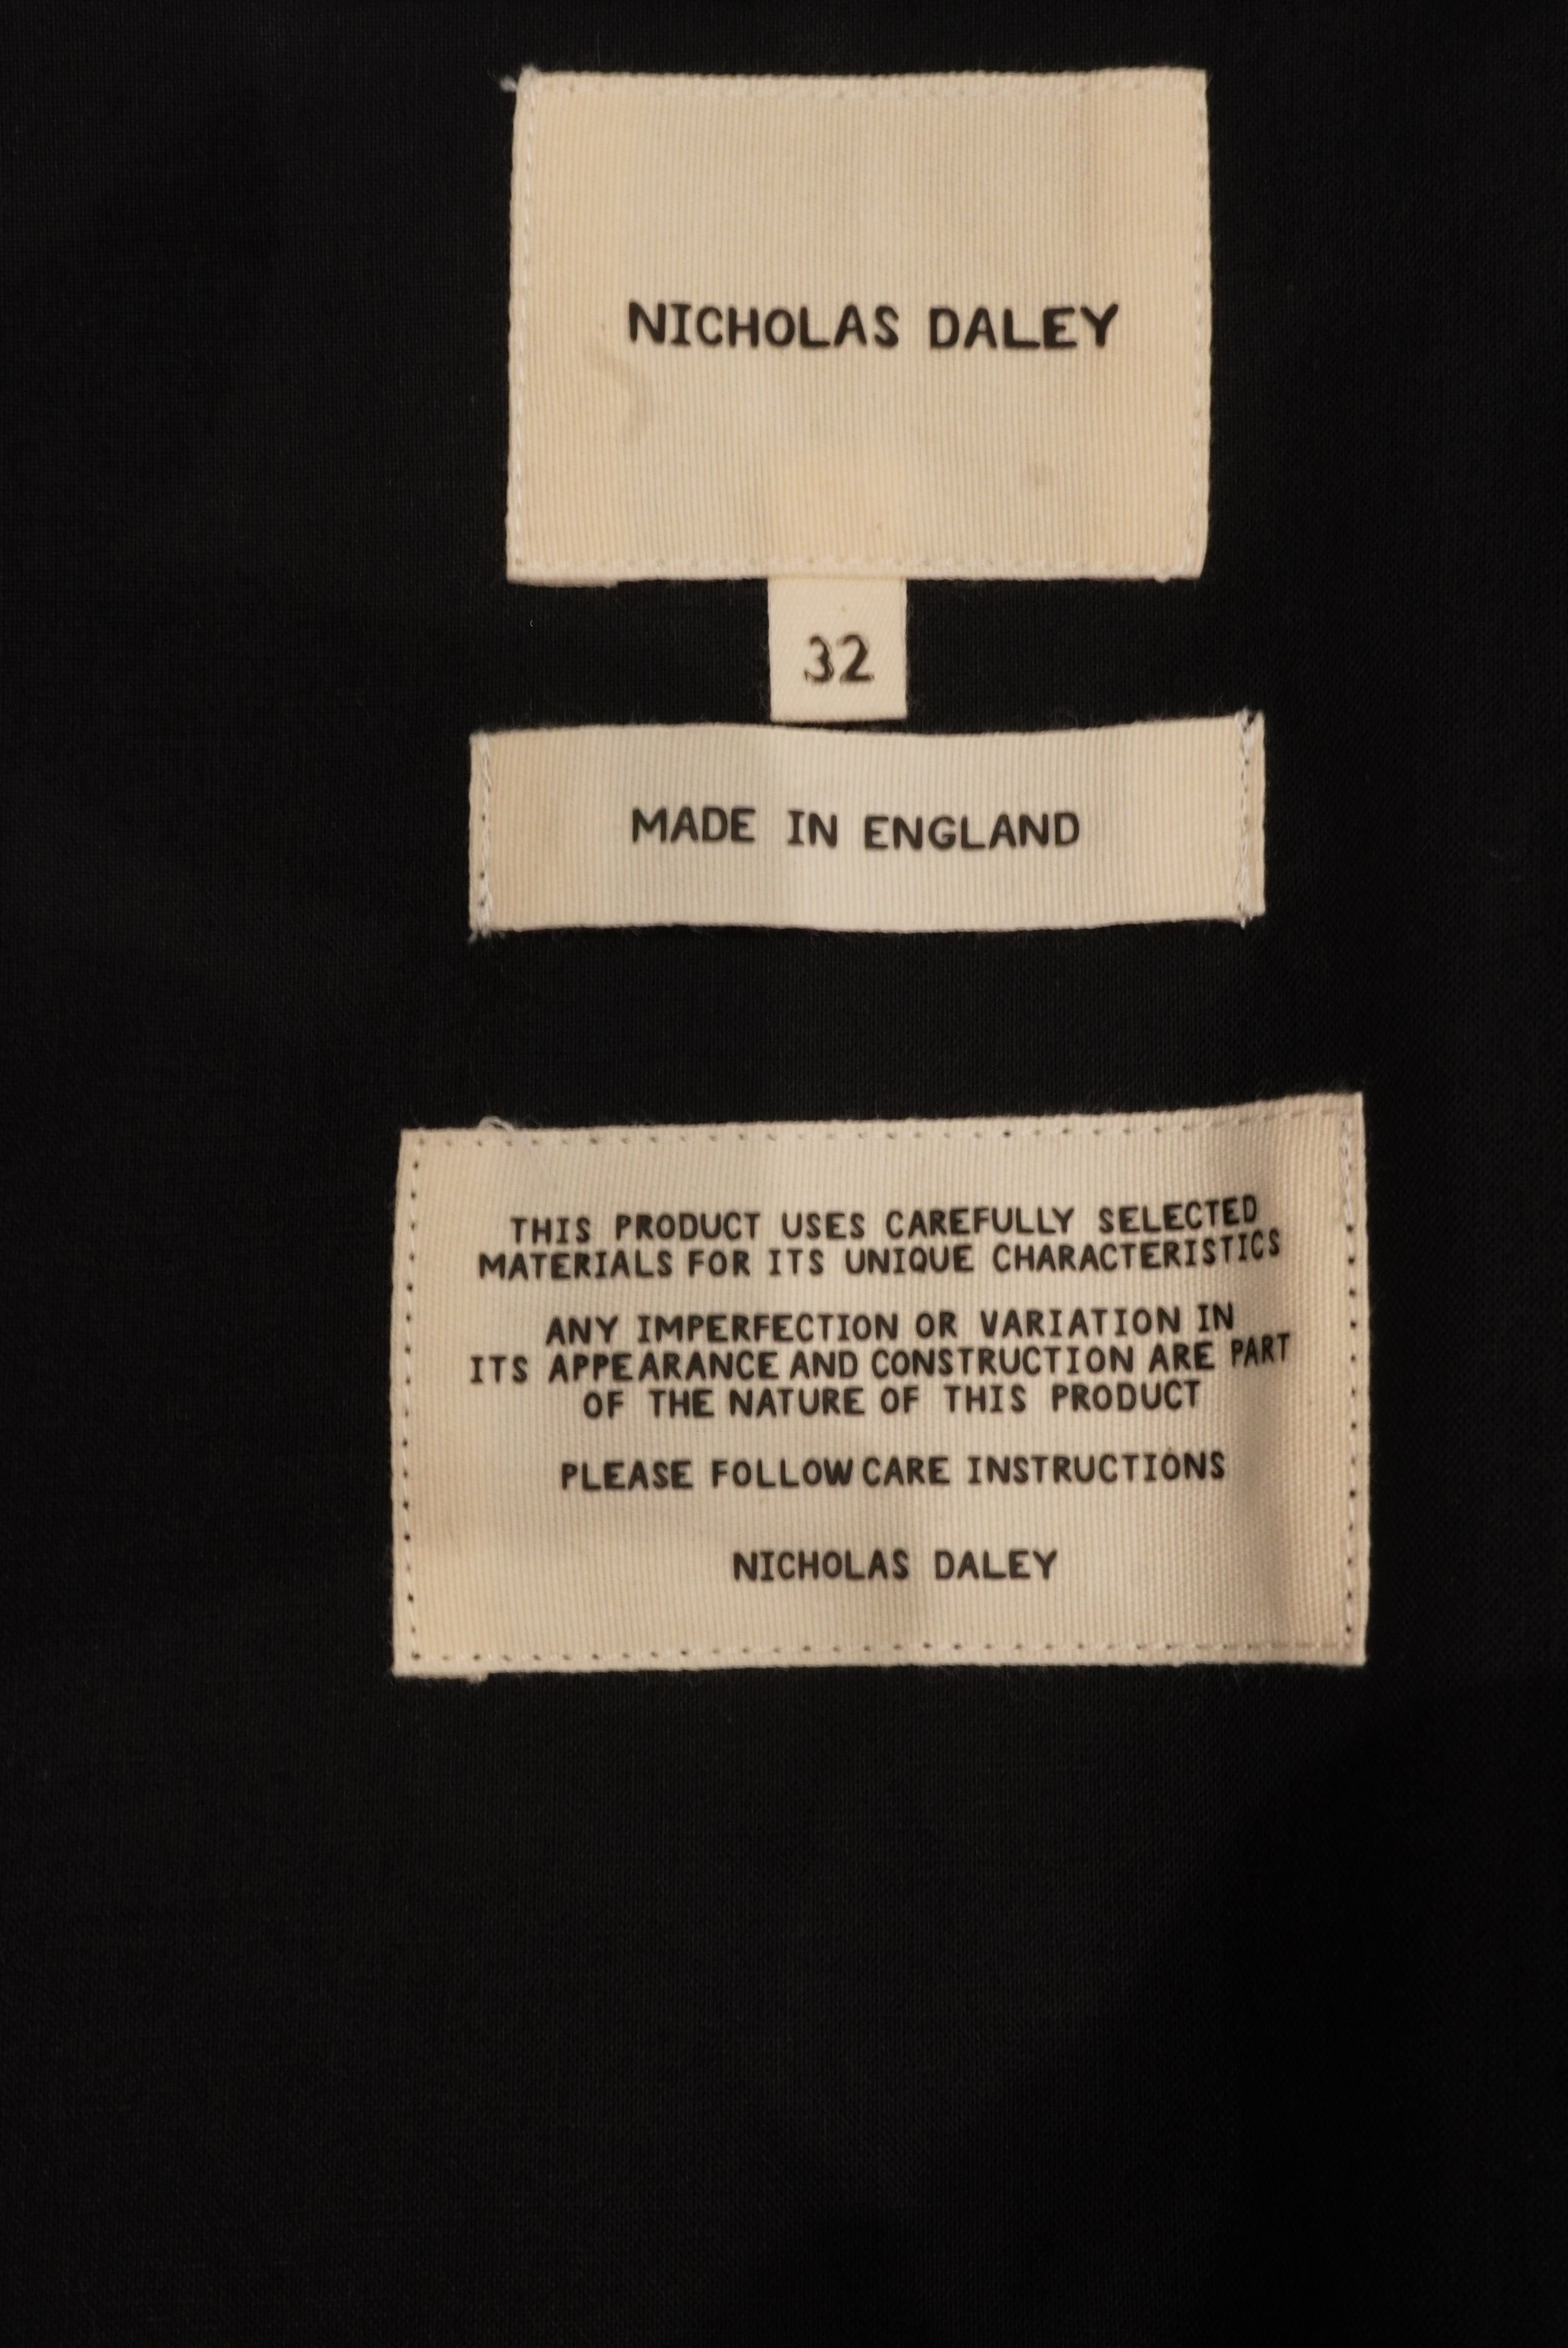 NICHOLAS DALEY
32
MADE IN ENGLAND
THIS PRODUCT USES CAREFULLY SELECTED
MATERIALS FOR ITS UNIQUE CHARACTERISTICS
ANY IMPERFECTION OR VARIATION IN
ITS APPEARANCE AND CONSTRUCTION ARE PART
OF THE NATURE OF THIS PRODUCT
PLEASE FOLLOW CARE INSTRUCTIONS
NICHOLAS DALEY